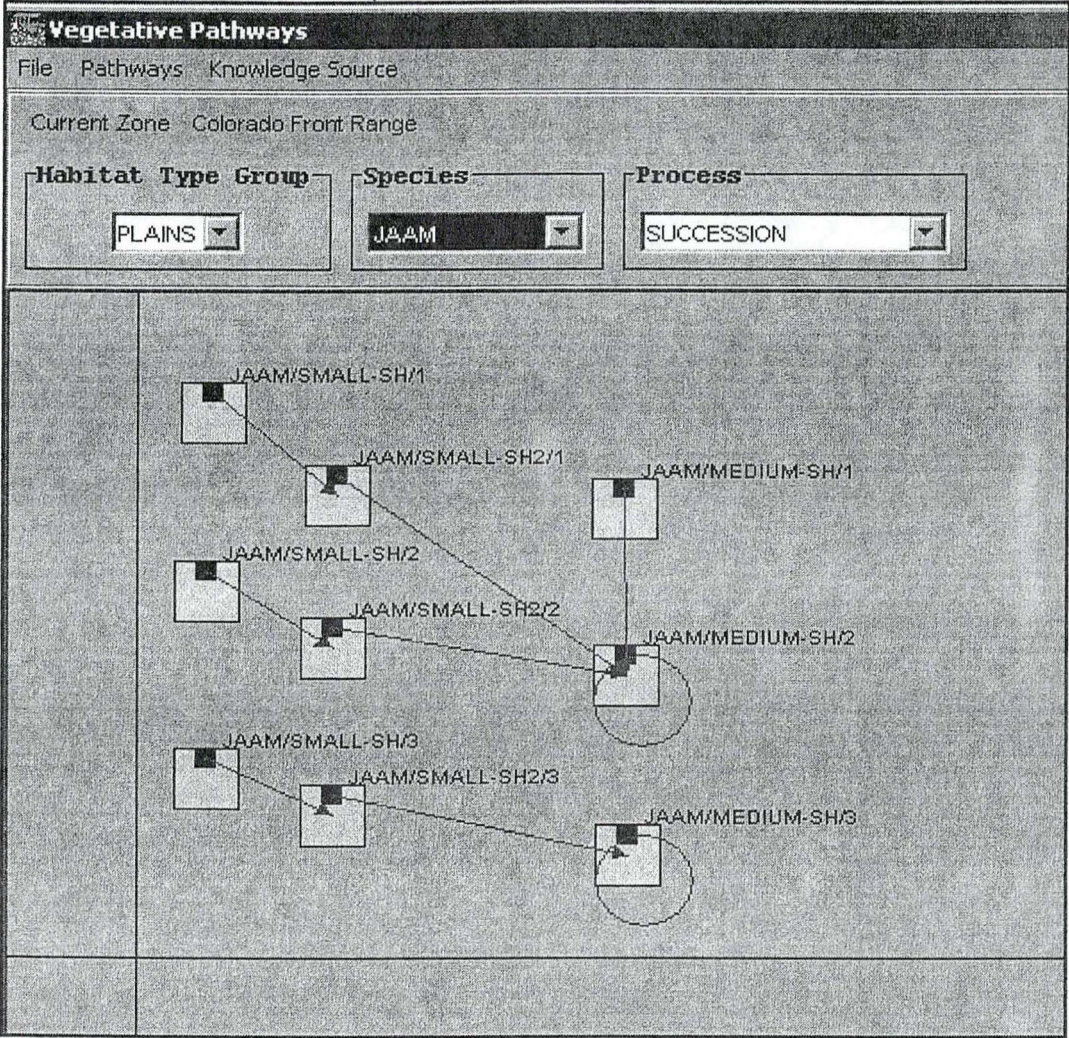 Vegetative Pathways
File Pathways Knowledge Source
Current Zone Colorado Front Range
Habitat Type Group Species Process
PLAINS JAAM SUCCESSION
JAAM/SMALL-SH/1
JAAM/SMALL-SH2/1
JAAM/MEDIUM-SH/1
JAAM/SMALL-SH/2
JAAM/SMALL-SH2/2
JAAM/MEDIUM-SH/2
JAAM/SMALL-SH/3
JAAM/SMALL-SH2/3
JAAM/MEDIUM-SH/3